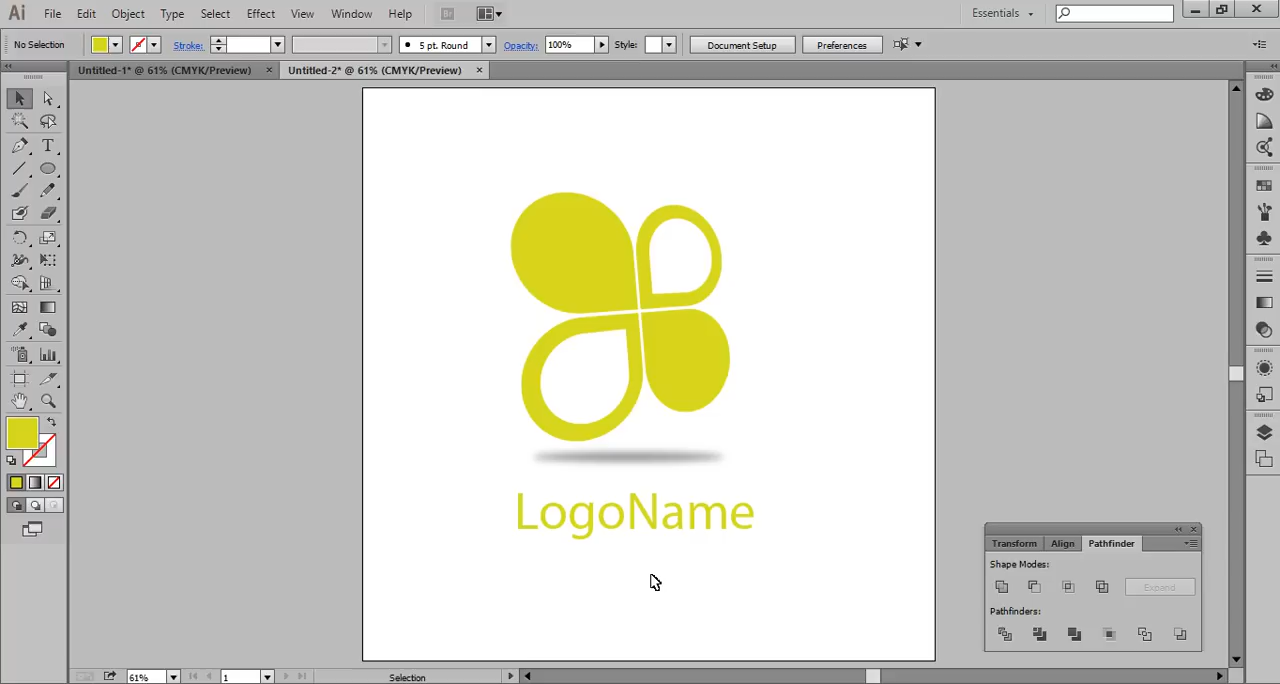 Ai File Edit Object Type Select Effect View Window Help Br Essentials
No Selection Stroke: 5 pt. Round Opacity: 100% Style: Document Setup Preferences
Untitled-1* @ 61% (CMYK/Preview) × Untitled-2* @ 61% (CMYK/Preview) ×
T
LogoName
Transform Align Pathfinder
Shape Modes:
Expand
Pathfinders:
61% 1 Selection